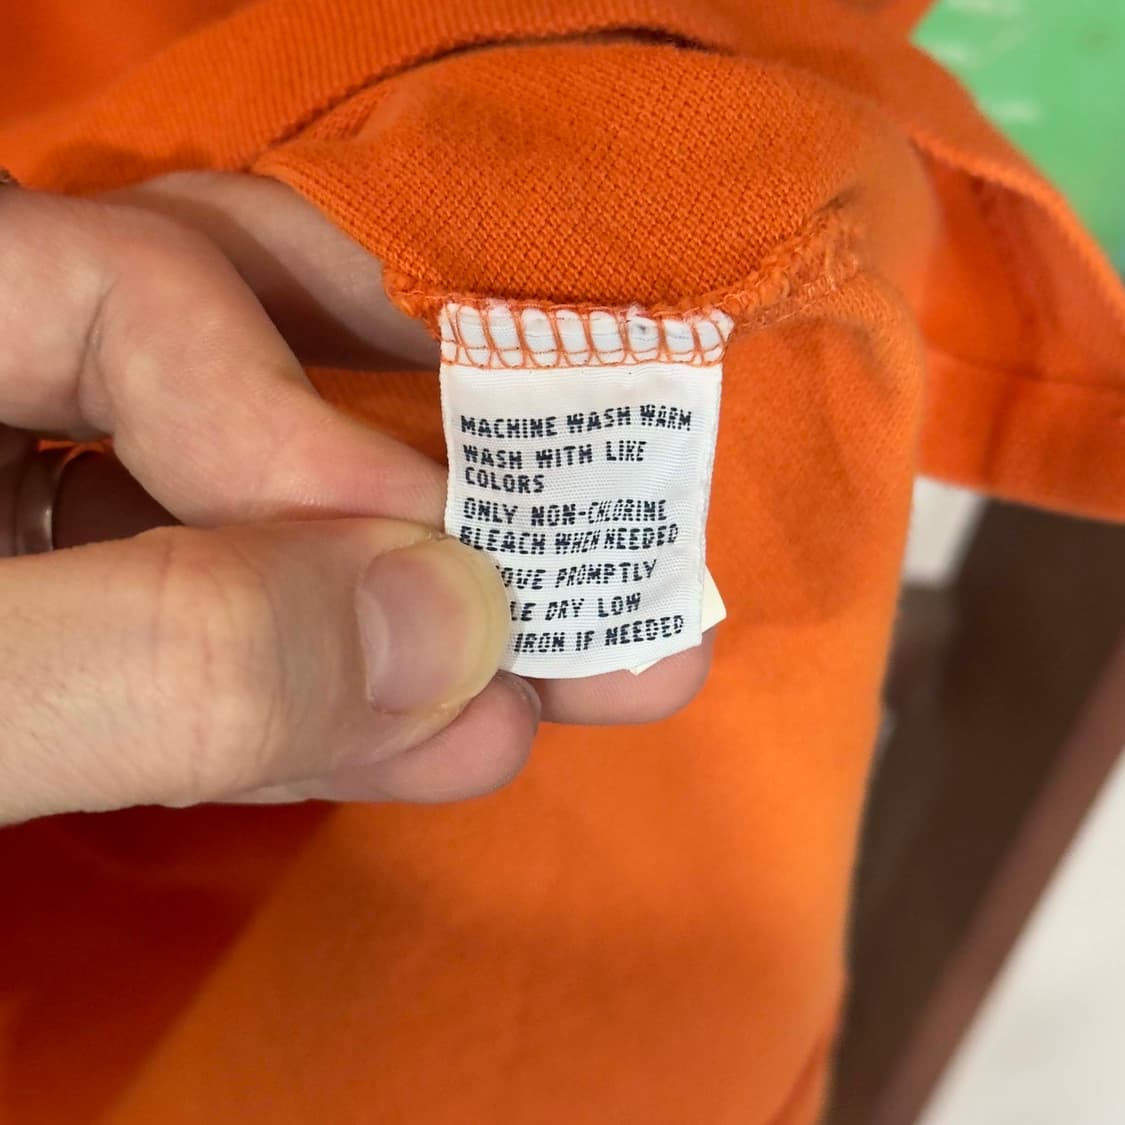 MACHINE WASH WARM
WASH WITH LIKE
COLORS
ONLY NON-CHLORINE
BLEACH WHEN NEEDED
PROMPTLY
DRY LOW
IRON IF NEEDED